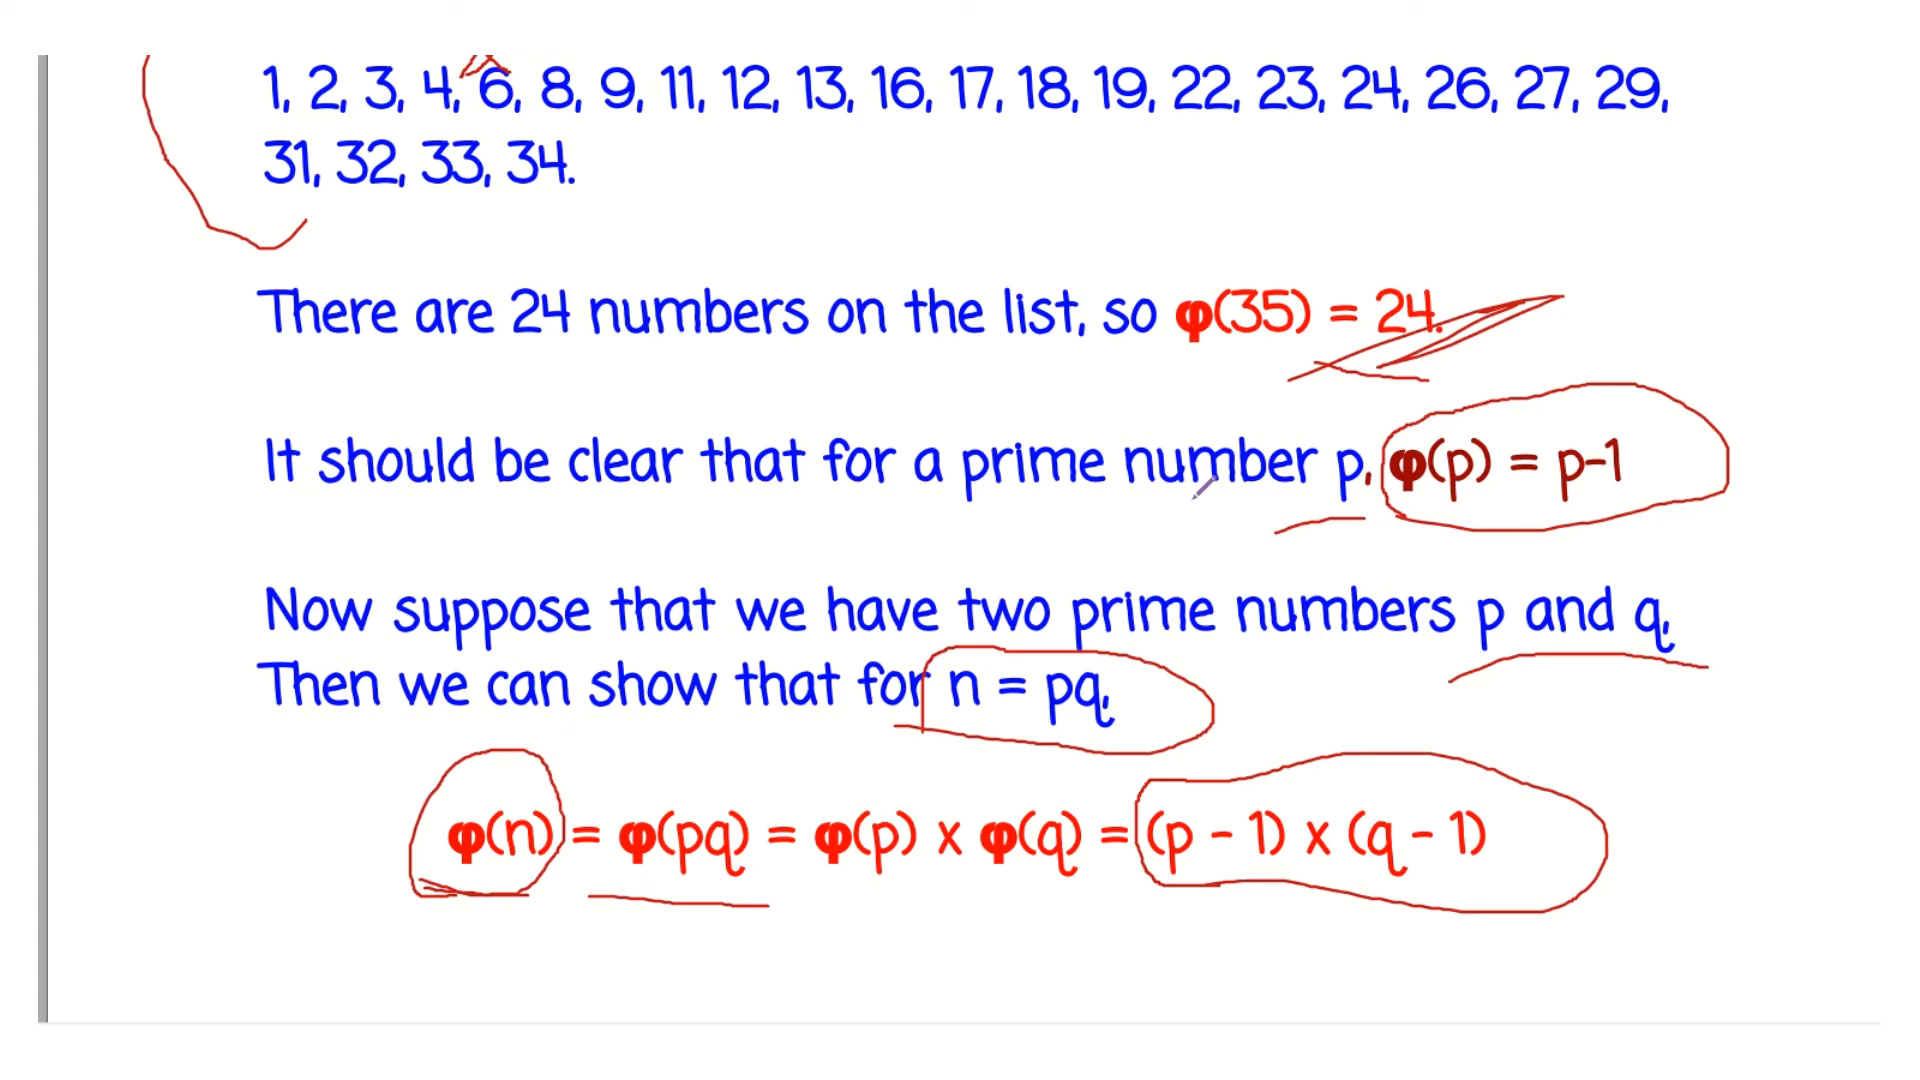 1, 2, 3, 4, 6, 8, 9, 11, 12, 13, 16, 17, 18, 19, 22, 23, 24, 26, 27, 29,
31, 32, 33, 34.
There are 24 numbers on the list, so φ(35) = 24.
It should be clear that for a prime number p, φ(p) = p-1
Now suppose that we have two prime numbers p and q,
Then we can show that for n = pq,
φ(n) = φ(pq) = φ(p) x φ(q) = (p - 1) x (q - 1)